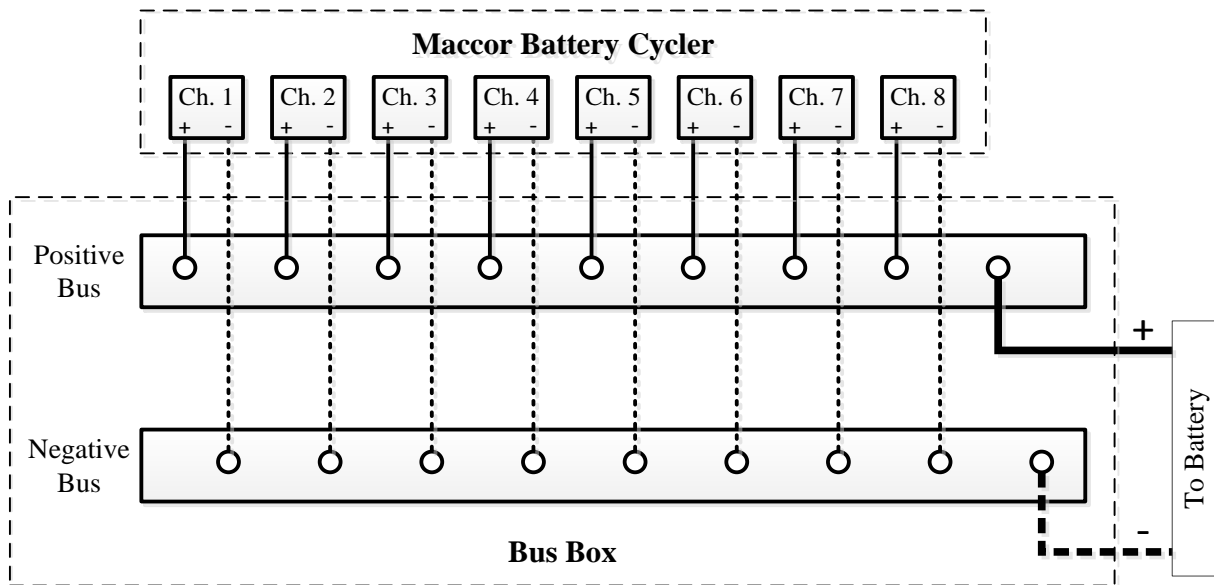 Maccor Battery Cycler
Ch. 1 Ch. 2 Ch. 3 Ch. 4 Ch. 5 Ch. 6 Ch. 7 Ch. 8
+ - + - + - + - + - + - + - + -
Positive
Bus
+
To Battery
Negative
Bus
-
Bus Box